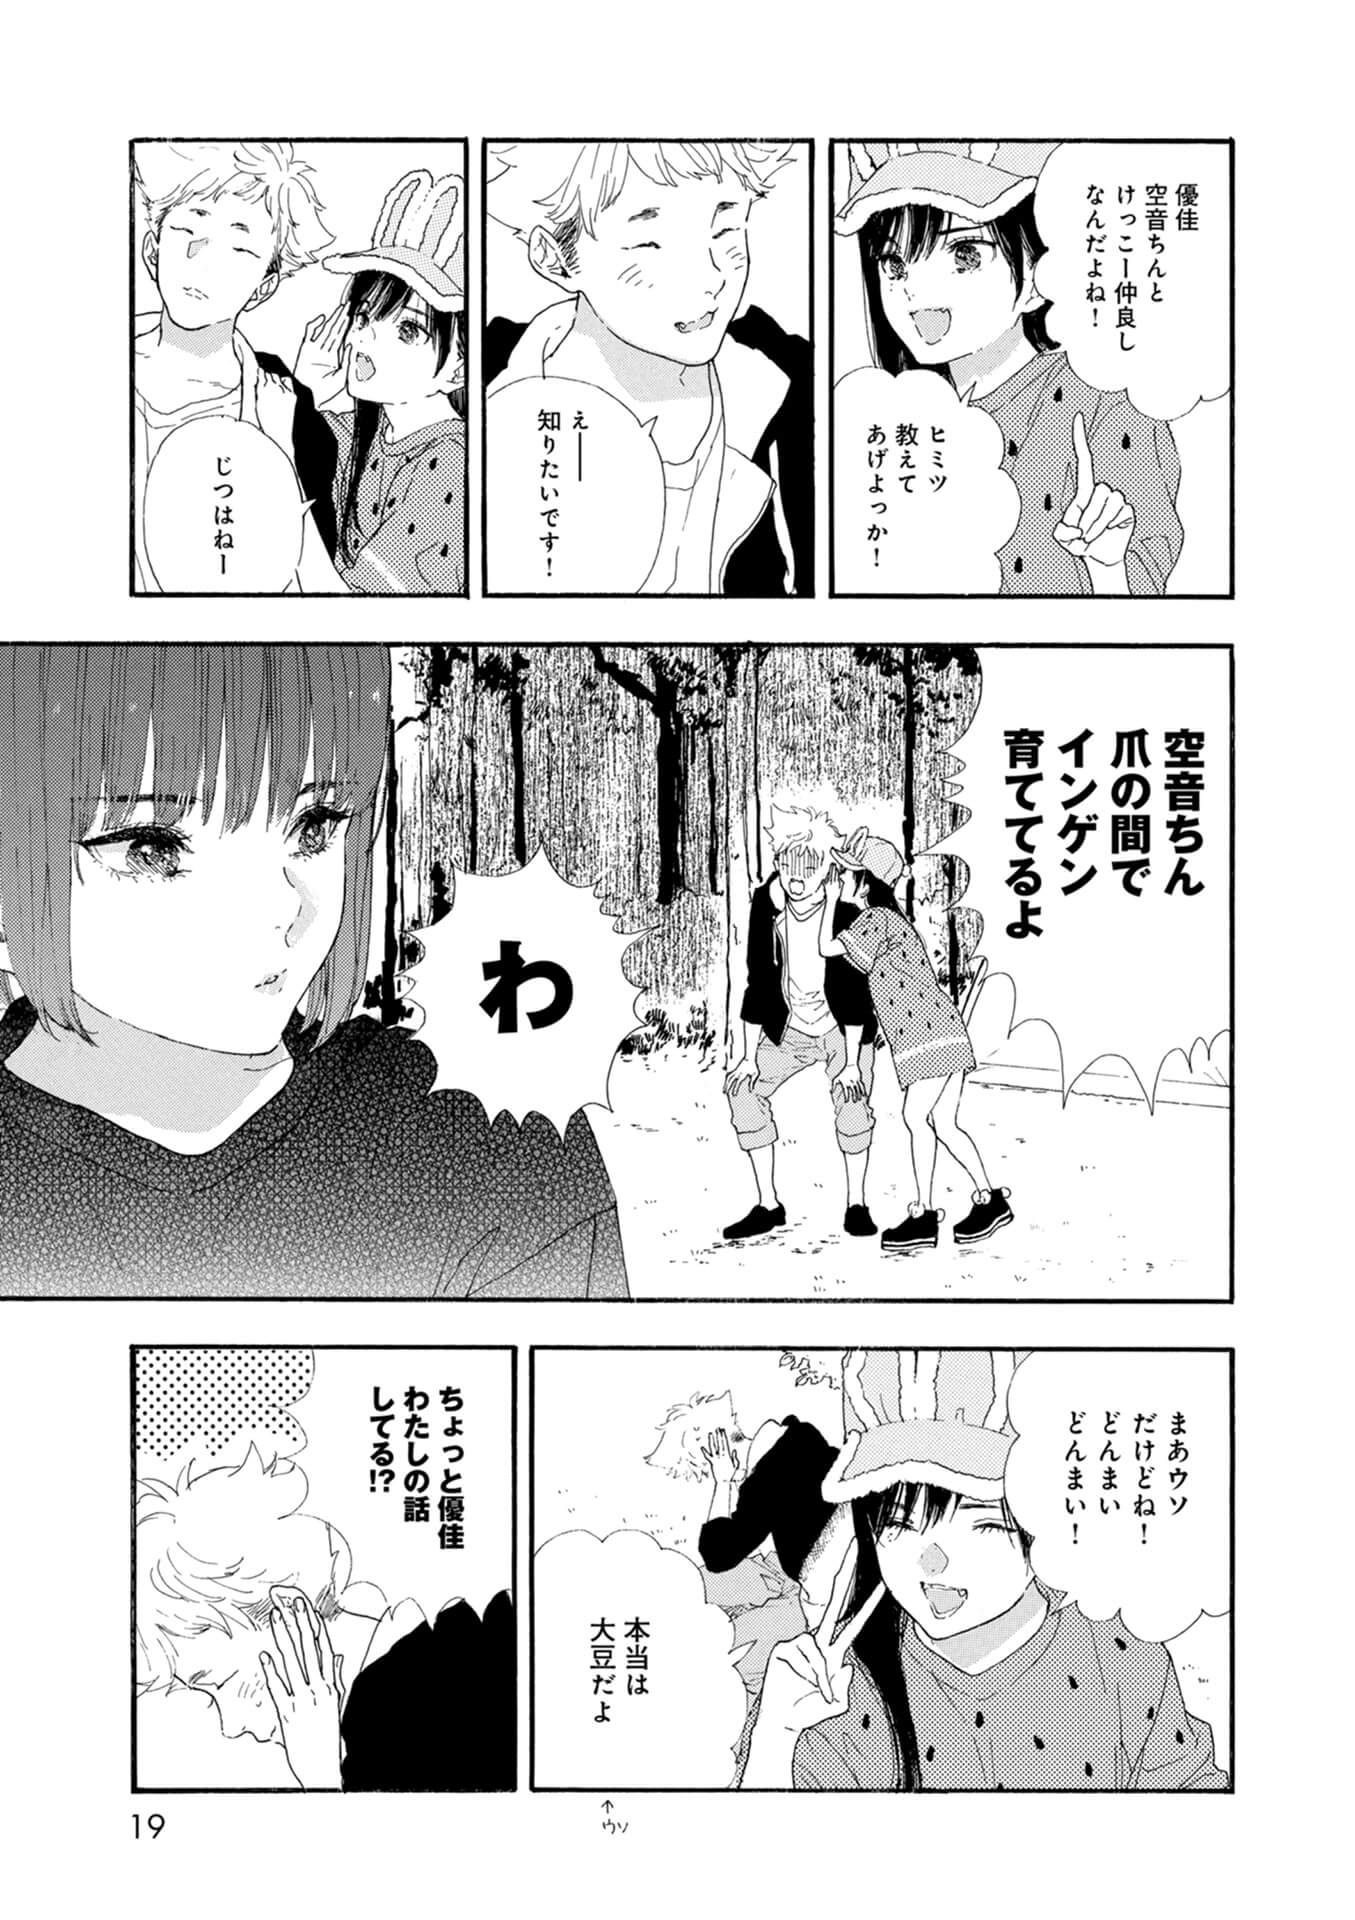 優佳
空音ちんと
けっこー仲良し
なんだよね!
ヒミツ
教えて
あげよっか!
えー
知りたいです!
じつはねー
空音ちん
爪の間で
インゲン
育ててるよ
わ
まあウソ
だけどね!
どんまい
どんまい!
本当は
大豆だよ
↑
ウソ
ちょっと優佳
わたしの話
してる!?
19